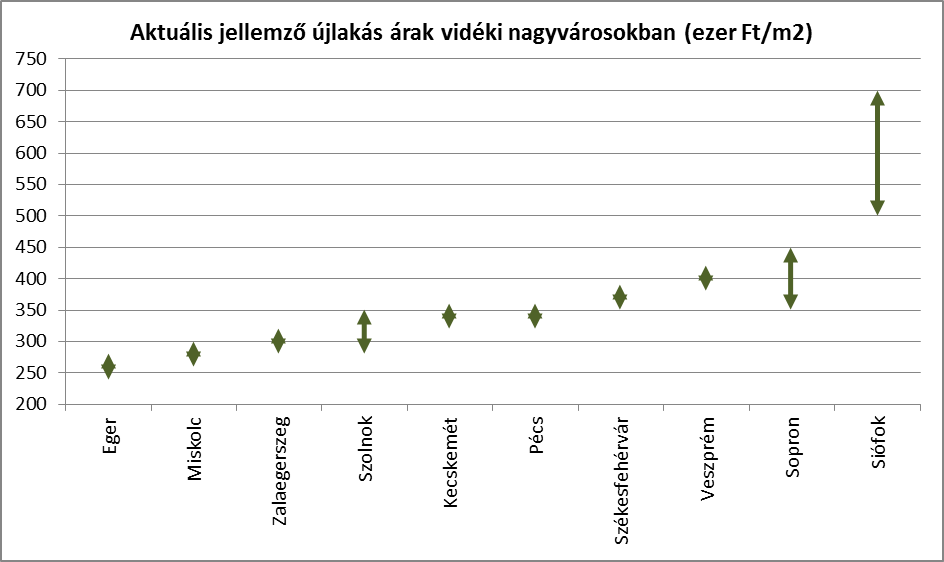 Aktuális jellemző újlakás árak vidéki nagyvárosokban (ezer Ft/m2)
750
700
650
600
550
500
450
400
350
300
250
200
Eger
Miskolc
Zalaegerszeg
Szolnok
Kecskemét
Pécs
Székesfehérvár
Veszprém
Sopron
Siófok